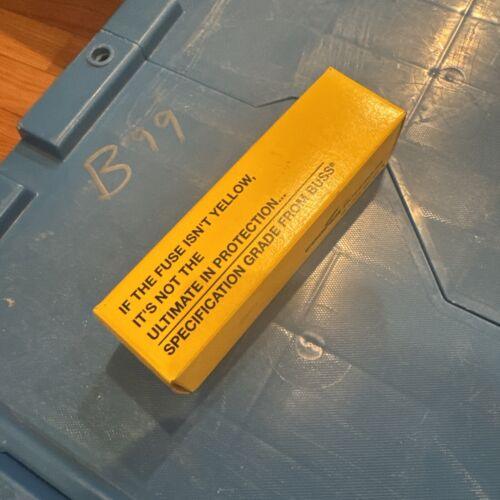 B99
IF THE FUSE ISN'T YELLOW,
IT'S NOT THE
ULTIMATE IN PROTECTION...
SPECIFICATION GRADE FROM BUSS®